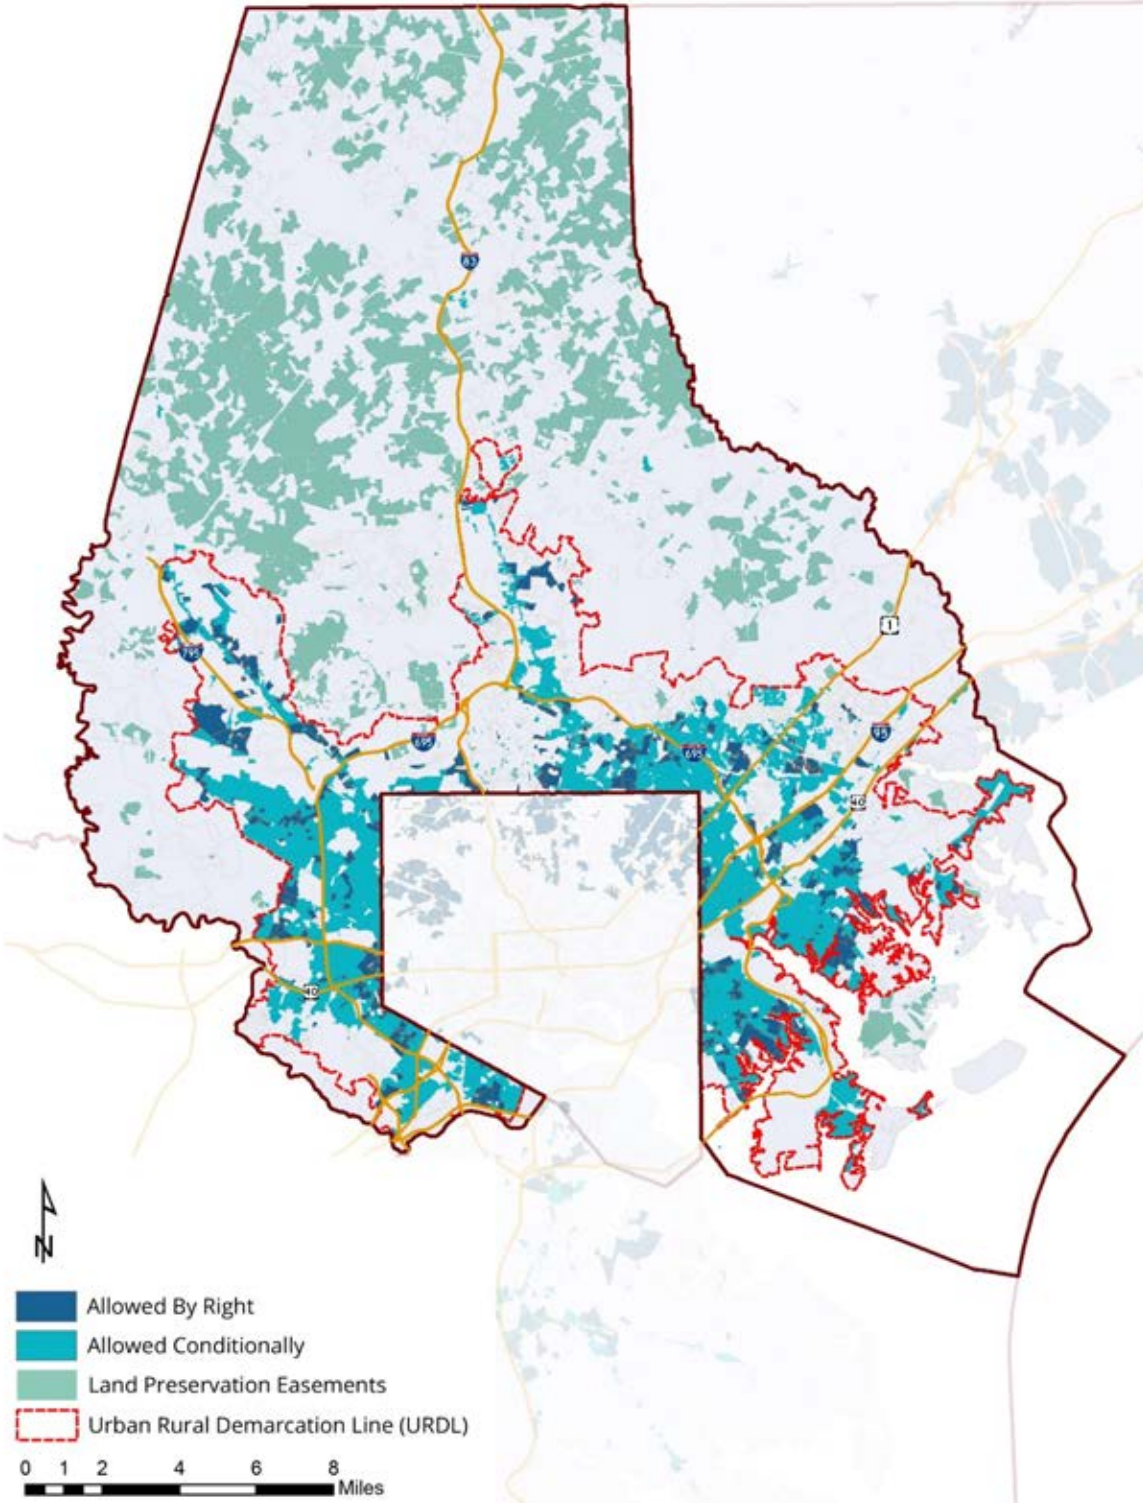 83
1
795
695
695
95
40
40
N
Allowed By Right
Allowed Conditionally
Land Preservation Easements
Urban Rural Demarcation Line (URDL)
0 1 2 4 6 8
Miles